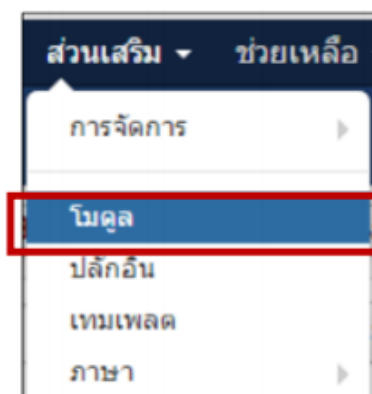 ส่วนเสริม ช่วยเหลือ
การจัดการ
โมดูล
ปลั๊กอิน
เทมเพลต
ภาษา